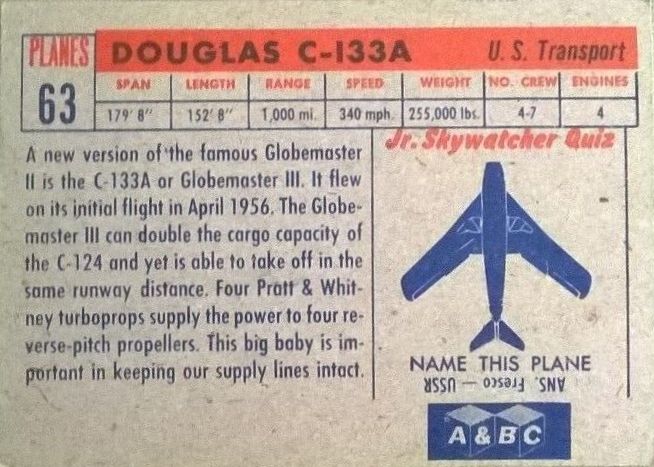 PLANES
63
DOUGLAS C-133A
U. S. Transport
SPAN LENGTH RANGE SPEED WEIGHT NO. CREW ENGINES
179' 8" 152' 8" 1,000 mi. 340 mph. 255,000 lbs. 4-7 4
A new version of the famous Globemaster
II is the C-133A or Globemaster III. It flew
on its initial flight in April 1956. The Globe-
master III can double the cargo capacity of
the C-124 and yet is able to take off in the
same runway distance. Four Pratt & Whit-
ney turboprops supply the power to four re-
verse-pitch propellers. This big baby is im-
portant in keeping our supply lines intact.
Jr. Skywatcher Quiz
NAME THIS PLANE
ANS. Fresco — USSR
A & B C